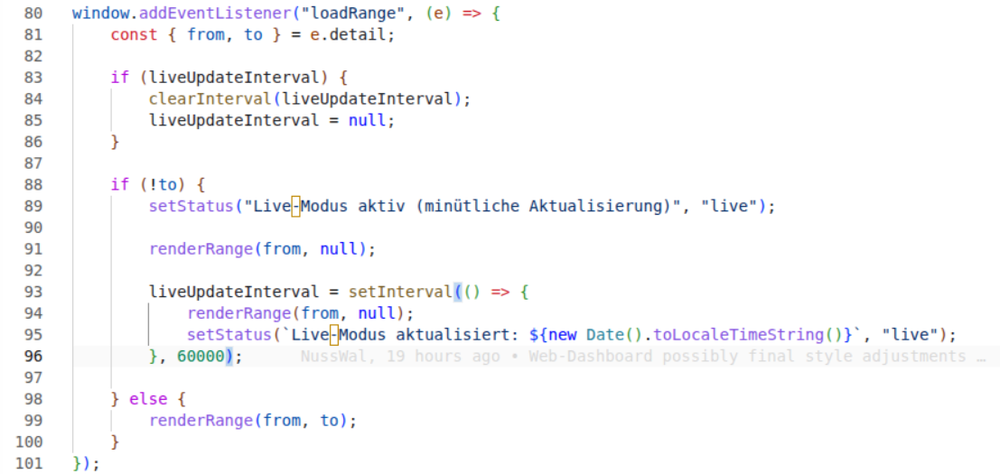 80 window.addEventListener("loadRange", (e) => {
81     const { from, to } = e.detail;
82
83     if (liveUpdateInterval) {
84         clearInterval(liveUpdateInterval);
85         liveUpdateInterval = null;
86     }
87
88     if (!to) {
89         setStatus("Live‑Modus aktiv (minütliche Aktualisierung)", "live");
90
91         renderRange(from, null);
92
93         liveUpdateInterval = setInterval(() => {
94             renderRange(from, null);
95             setStatus(`Live‑Modus aktualisiert: ${new Date().toLocaleTimeString()}`, "live");
96         }, 60000);     NussWal, 19 hours ago • Web-Dashboard possibly final style adjustments …
97
98     } else {
99         renderRange(from, to);
100     }
101 });